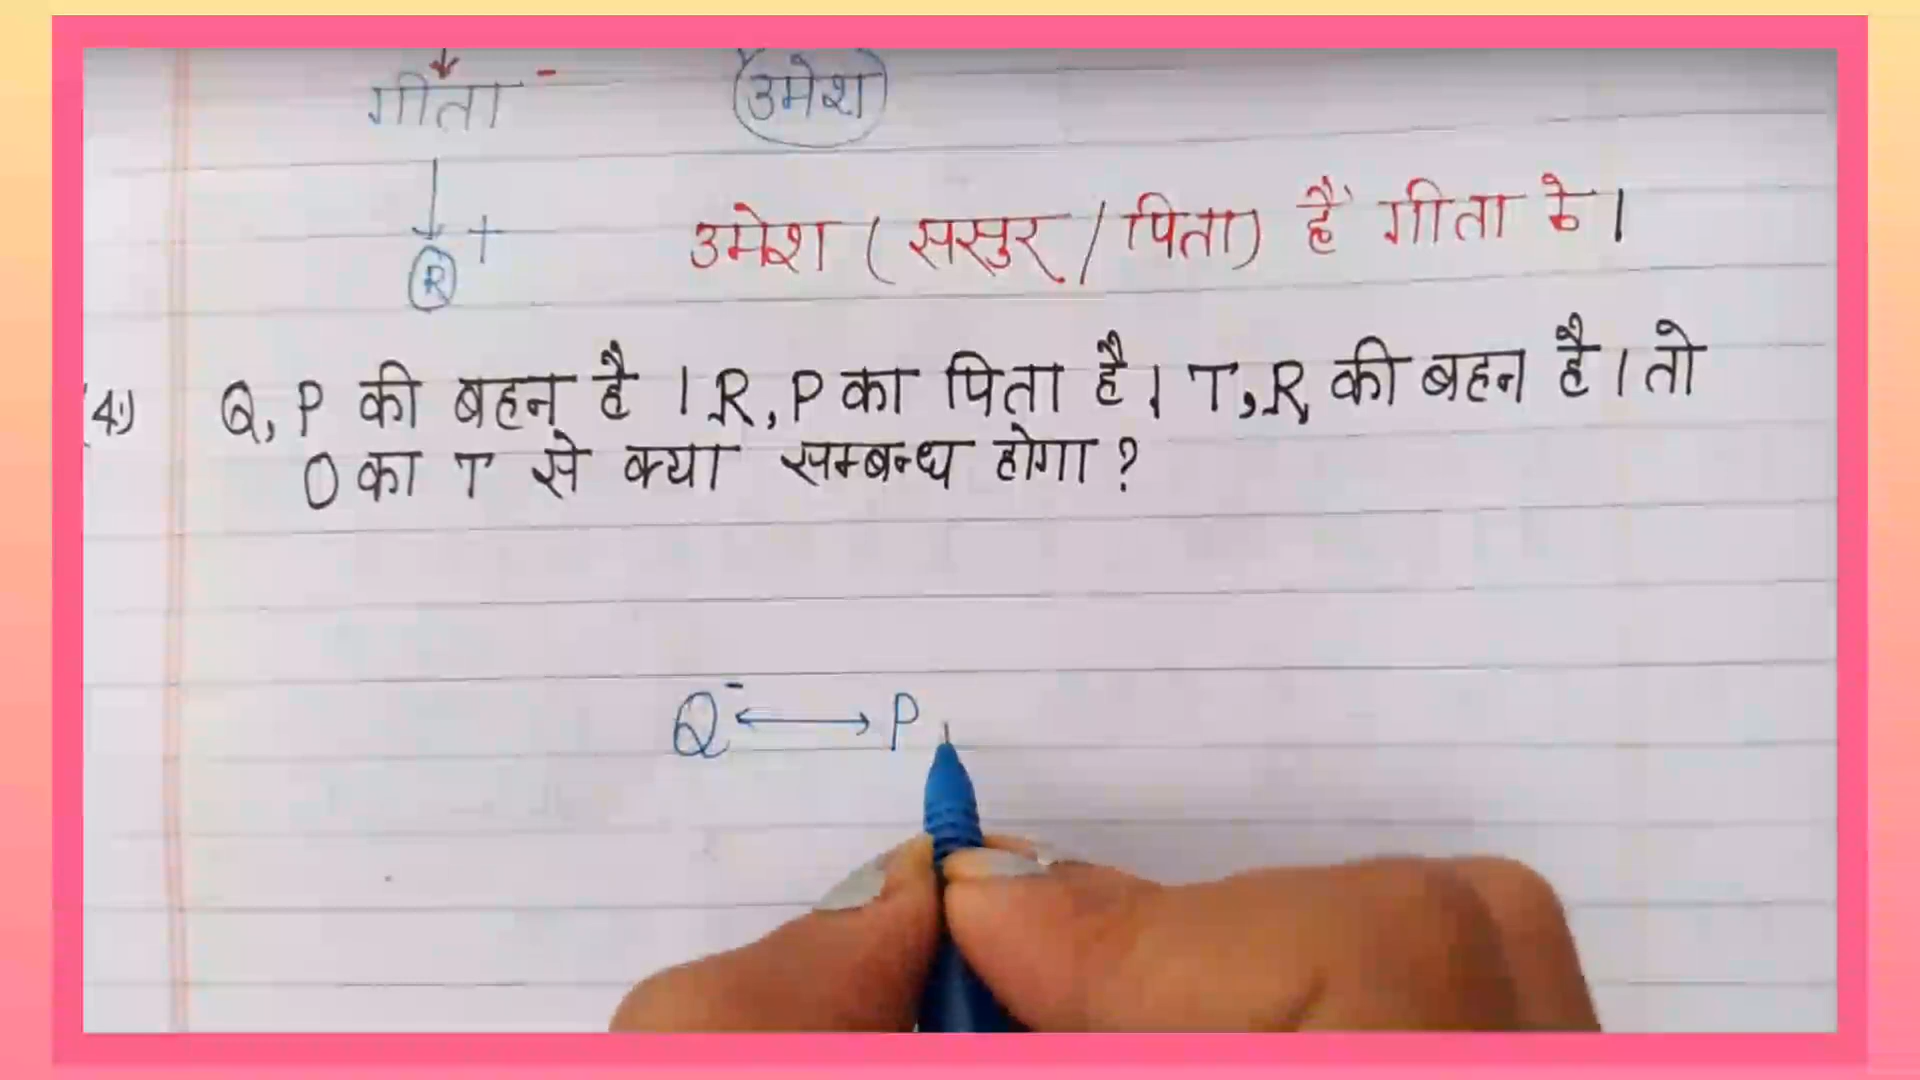 गीता -
उमेश
R +
उमेश ( ससुर / पिता) हैं गीता के।
(4) Q, P की बहन है । R, P का पिता है। T, R की बहन है । तो
O का T से क्या सम्बन्ध होगा ?
Q⁻ ↔ P